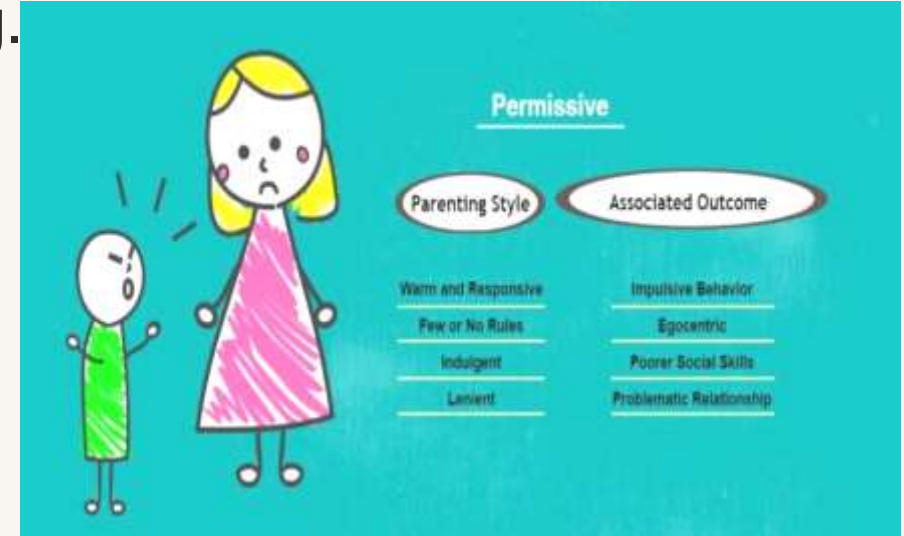 g.
Permissive
Parenting Style Associated Outcome
Warm and Responsive Impulsive Behavior
Few or No Rules Egocentric
Indulgent Poorer Social Skills
Lenient Problematic Relationship